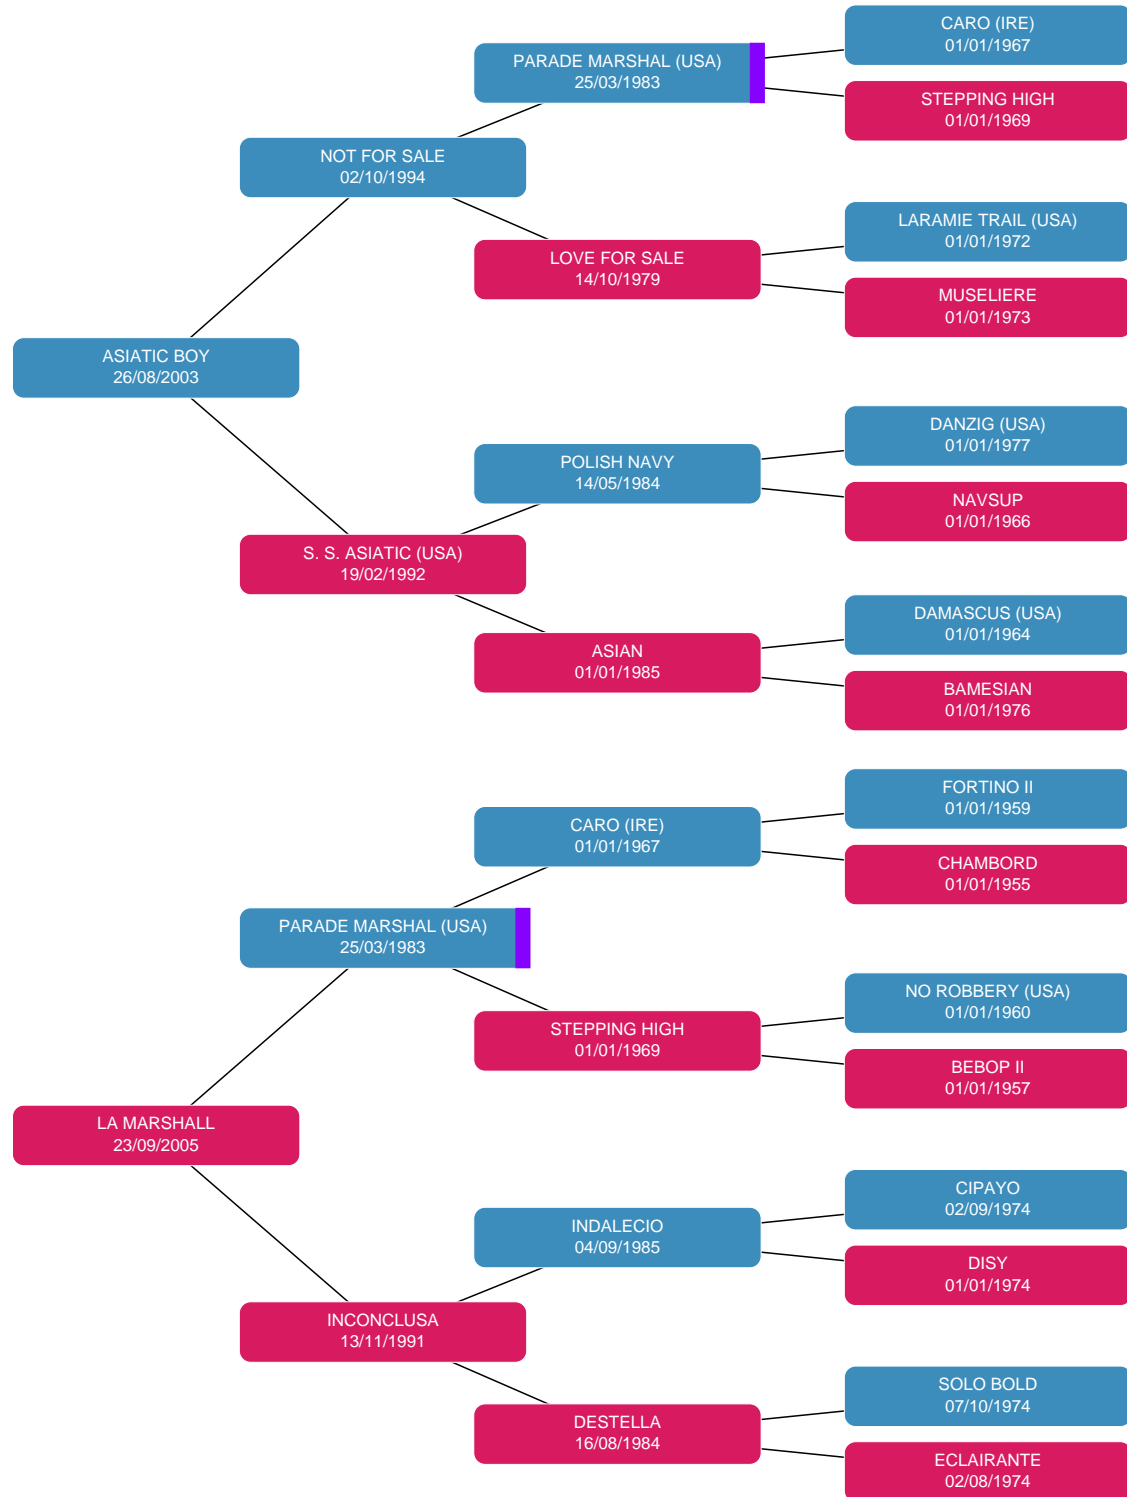 CARO (IRE)
01/01/1967
PARADE MARSHAL (USA)
25/03/1983
STEPPING HIGH
01/01/1969
NOT FOR SALE
02/10/1994
LARAMIE TRAIL (USA)
01/01/1972
LOVE FOR SALE
14/10/1979
MUSELIERE
01/01/1973
ASIATIC BOY
26/08/2003
DANZIG (USA)
01/01/1977
POLISH NAVY
14/05/1984
NAVSUP
01/01/1966
S. S. ASIATIC (USA)
19/02/1992
DAMASCUS (USA)
01/01/1964
ASIAN
01/01/1985
BAMESIAN
01/01/1976
FORTINO II
01/01/1959
CARO (IRE)
01/01/1967
CHAMBORD
01/01/1955
PARADE MARSHAL (USA)
25/03/1983
NO ROBBERY (USA)
01/01/1960
STEPPING HIGH
01/01/1969
BEBOP II
01/01/1957
LA MARSHALL
23/09/2005
CIPAYO
02/09/1974
INDALECIO
04/09/1985
DISY
01/01/1974
INCONCLUSA
13/11/1991
SOLO BOLD
07/10/1974
DESTELLA
16/08/1984
ECLAIRANTE
02/08/1974